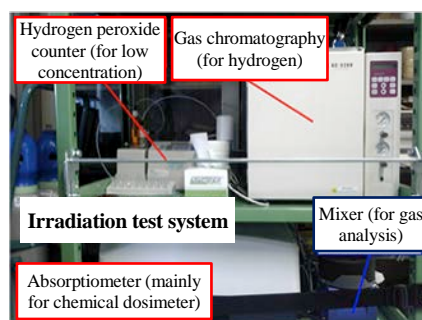 Hydrogen peroxide
counter (for low
concentration)
Gas chromatography
(for hydrogen)
Irradiation test system
Mixer (for gas
analysis)
Absorptiometer (mainly
for chemical dosimeter)